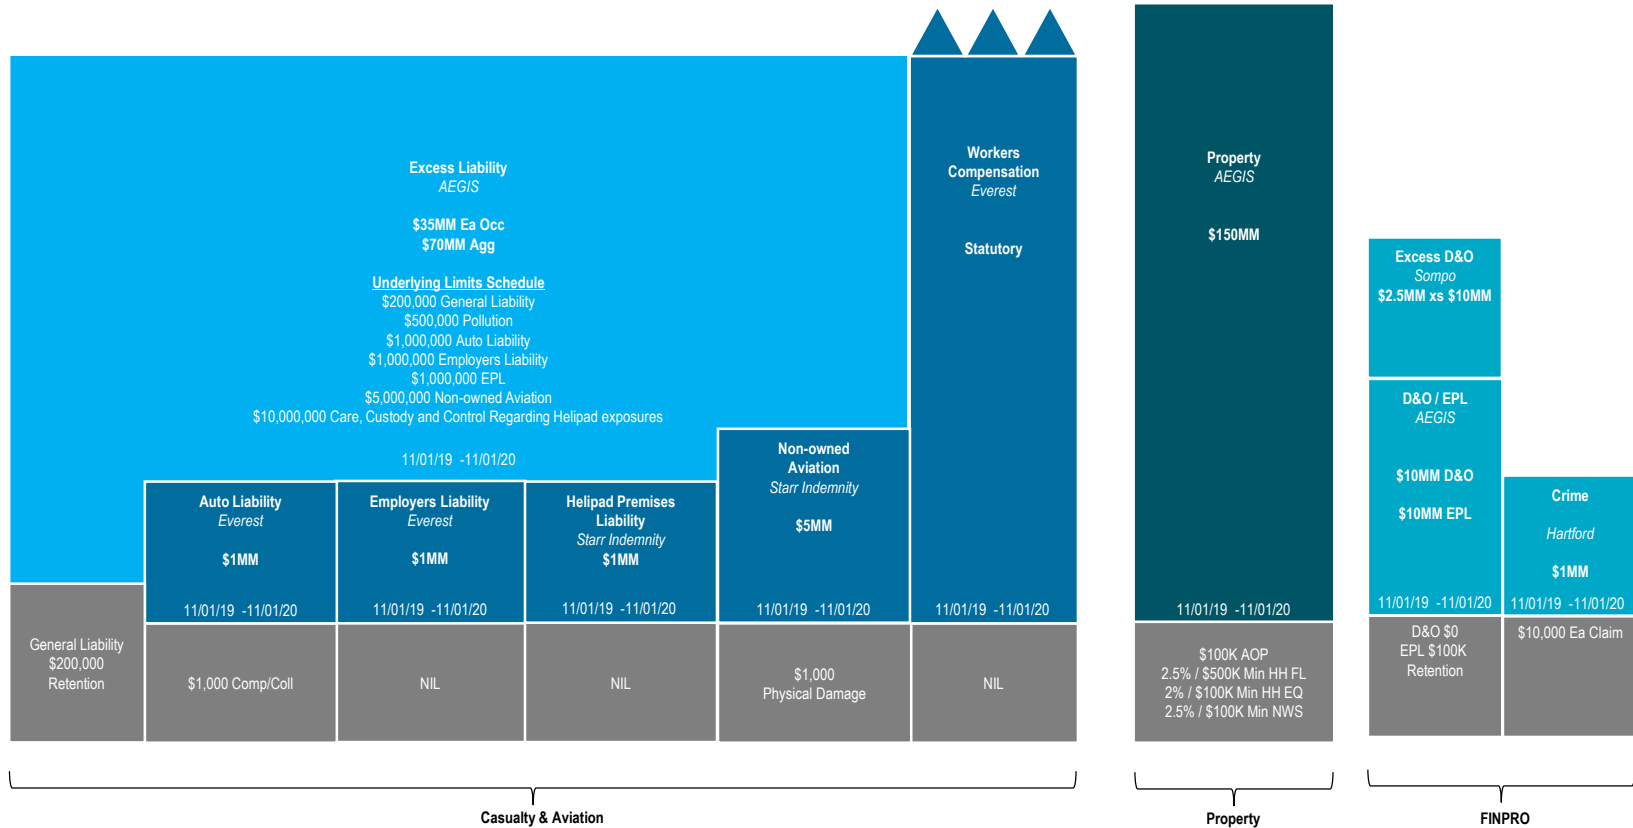 Excess Liability
AEGIS
$35MM Ea Occ
$70MM Agg
Underlying Limits Schedule
$200,000 General Liability
$500,000 Pollution
$1,000,000 Auto Liability
$1,000,000 Employers Liability
$1,000,000 EPL
$5,000,000 Non-owned Aviation
$10,000,000 Care, Custody and Control Regarding Helipad exposures
11/01/19 -11/01/20
General Liability
$200,000
Retention
Auto Liability
Everest
$1MM
11/01/19 -11/01/20
$1,000 Comp/Coll
Employers Liability
Everest
$1MM
11/01/19 -11/01/20
NIL
Helipad Premises
Liability
Starr Indemnity
$1MM
11/01/19 -11/01/20
NIL
Non-owned
Aviation
Starr Indemnity
$5MM
11/01/19 -11/01/20
$1,000
Physical Damage
Workers
Compensation
Everest
Statutory
11/01/19 -11/01/20
NIL
Casualty & Aviation
Property
AEGIS
$150MM
11/01/19 -11/01/20
$100K AOP
2.5% / $500K Min HH FL
2% / $100K Min HH EQ
2.5% / $100K Min NWS
Property
Excess D&O
Sompo
$2.5MM xs $10MM
D&O / EPL
AEGIS
$10MM D&O
$10MM EPL
11/01/19 -11/01/20
D&O $0
EPL $100K
Retention
Crime
Hartford
$1MM
11/01/19 -11/01/20
$10,000 Ea Claim
FINPRO